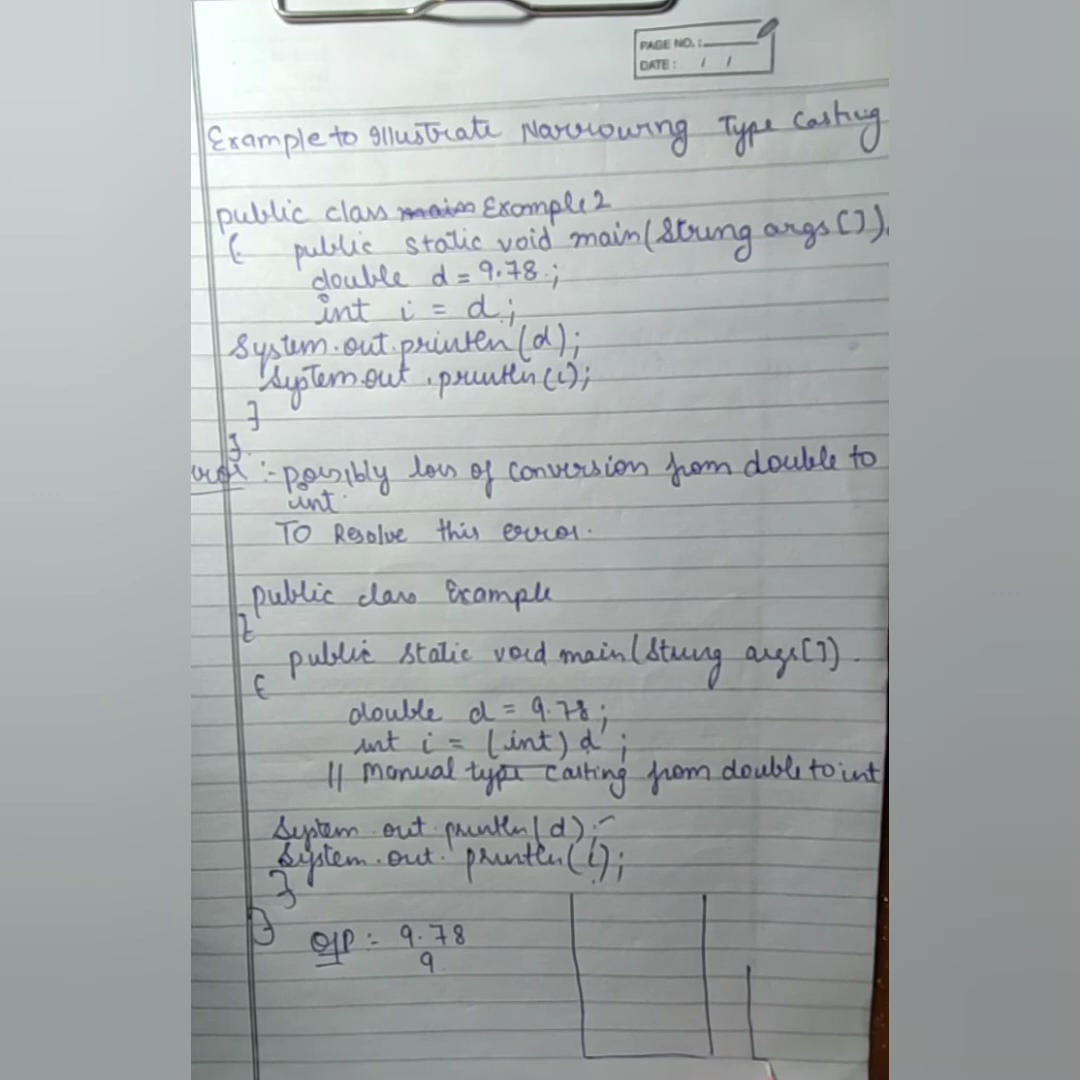 PAGE NO. :
DATE : / /
Example to Illustrate Narrowing Type Casting
public class Example2
{ public static void main(String args[])
double d = 9.78;
int i = d;
System.out.println(d);
System.out.println(i);
}
}
:- possibly loss of conversion from double to
int
TO Resolve this error.
public class Example
{
public static void main(String args[])
{
double d = 9.78;
int i = (int) d;
// Manual type casting from double to int
System.out.println(d);
System.out.println(i);
}
}
O/P :- 9.78
9